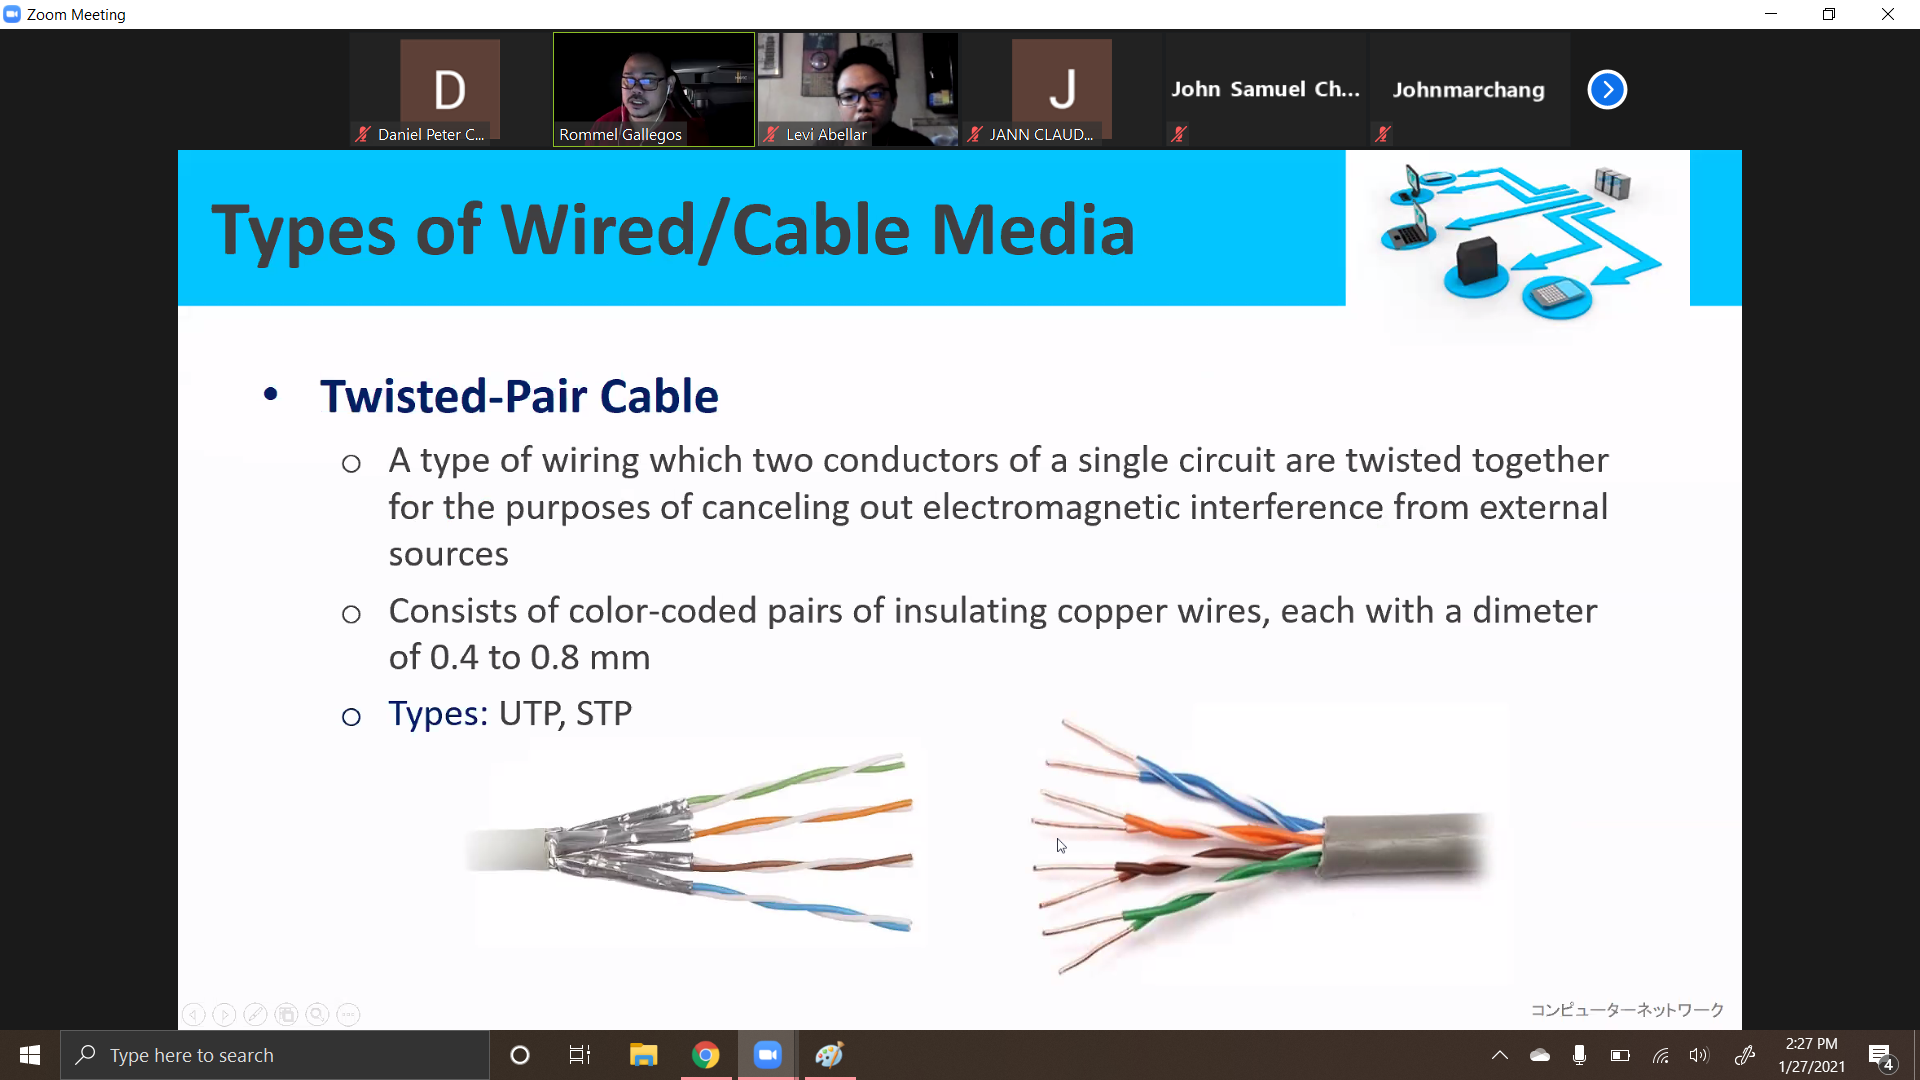 Zoom Meeting
D
Daniel Peter C...
Rommel Gallegos
Levi Abellar
J
JANN CLAUD...
John Samuel Ch...
Johnmarchang
Types of Wired/Cable Media
• Twisted-Pair Cable
o A type of wiring which two conductors of a single circuit are twisted together
for the purposes of canceling out electromagnetic interference from external
sources
o Consists of color-coded pairs of insulating copper wires, each with a dimeter
of 0.4 to 0.8 mm
o Types: UTP, STP
コンピューターネットワーク
Type here to search
2:27 PM
1/27/2021
4